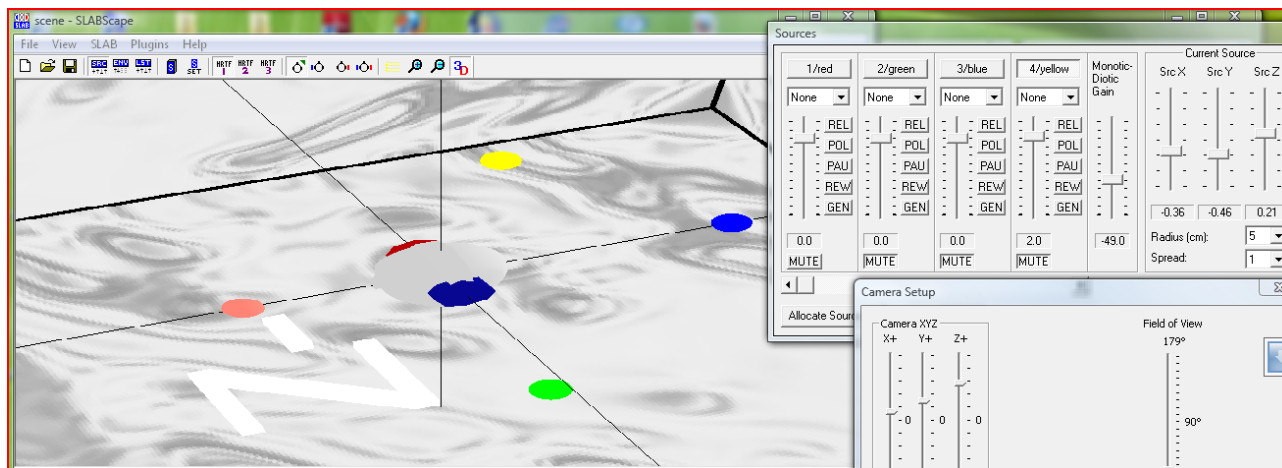 scene - SLABScape
File View SLAB Plugins Help
SRC ENV LST S SET HRTF 1 HRTF 2 HRTF 3 3D
Sources
1/red 2/green 3/blue 4/yellow Monotic-Diotic Gain
None None None None
REL REL REL REL
POL POL POL POL
PAU PAU PAU PAU
REW REW REW REW
GEN GEN GEN GEN
0.0 0.0 0.0 2.0 -49.0
MUTE MUTE MUTE MUTE
Current Source
Src X Src Y Src Z
-0.36 -0.46 0.21
Radius (cm): 5
Spread: 1
Allocate Sour
Camera Setup
Camera XYZ
X+ Y+ Z+
0 0 0
Field of View
179°
90°